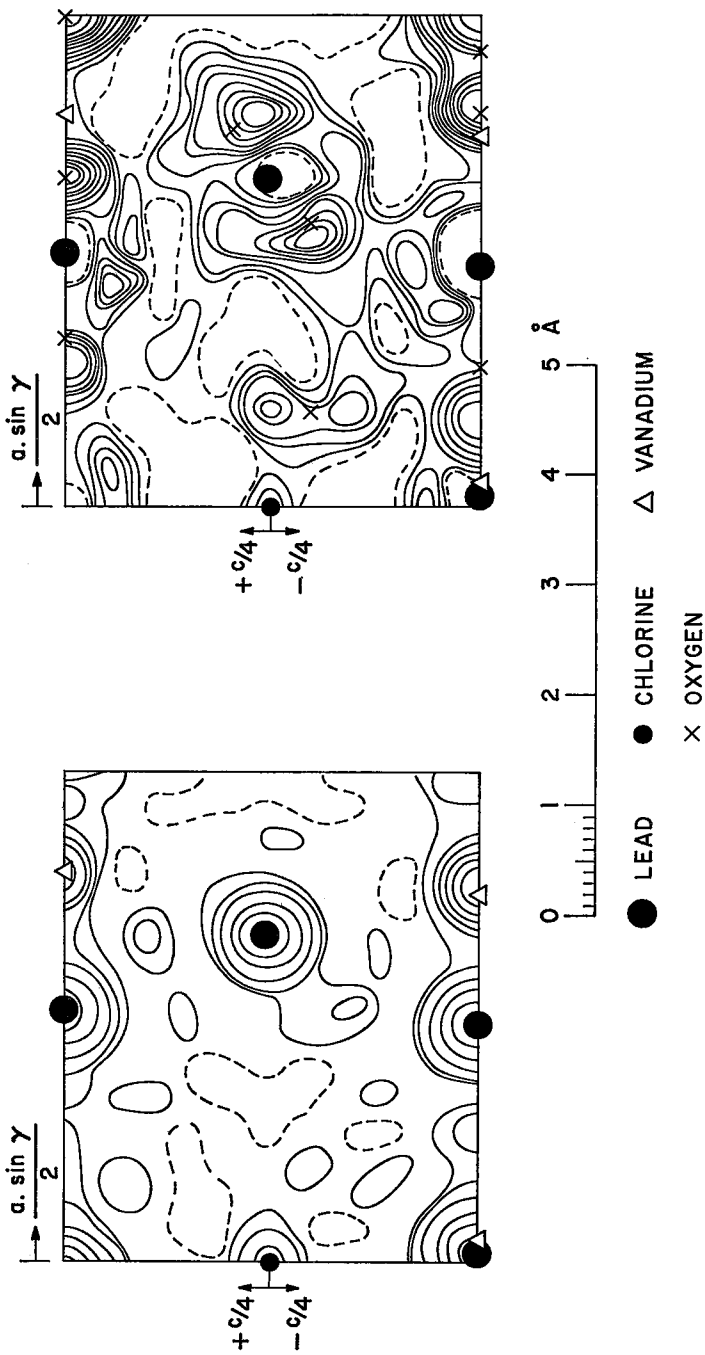 a. sin γ
2
+c/4
−c/4
a. sin γ
2
+c/4
−c/4
0 1 2 3 4 5 Å
LEAD CHLORINE VANADIUM
OXYGEN